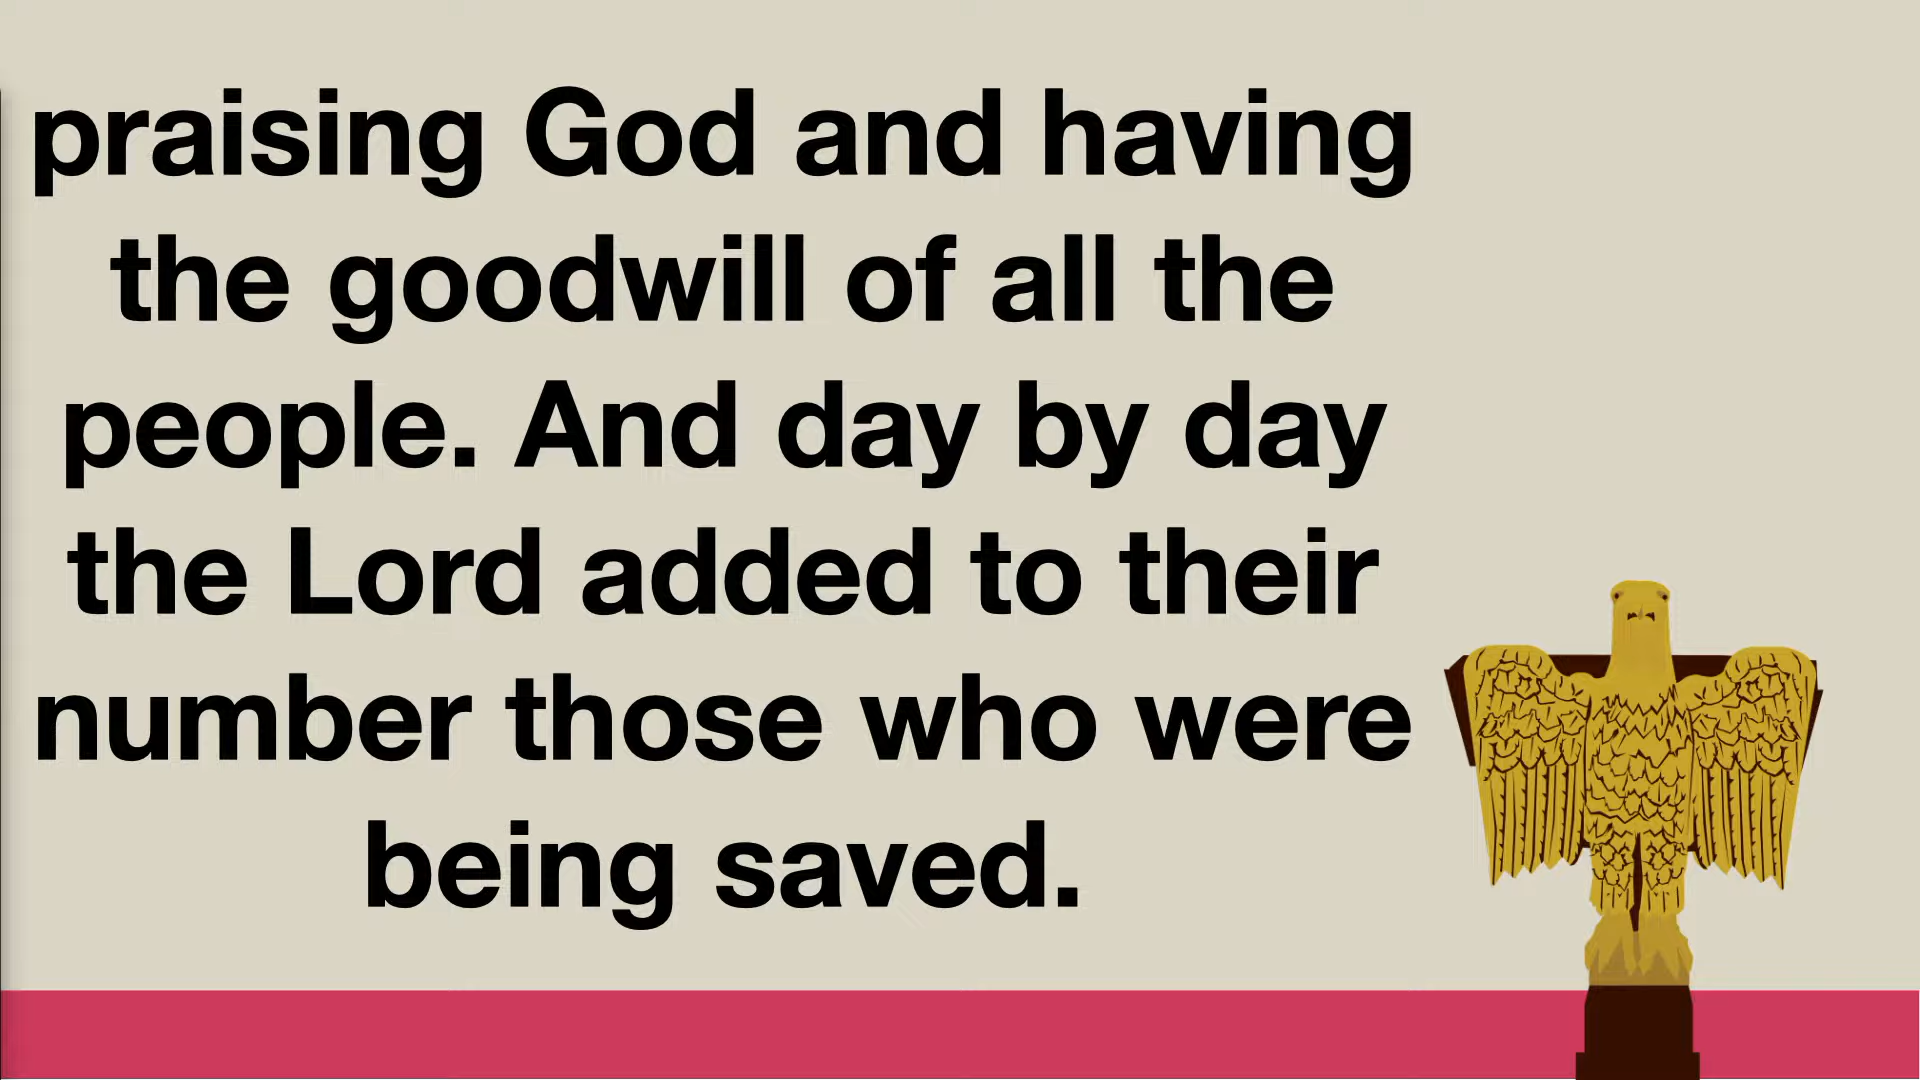 praising God and having
the goodwill of all the
people. And day by day
the Lord added to their
number those who were
being saved.